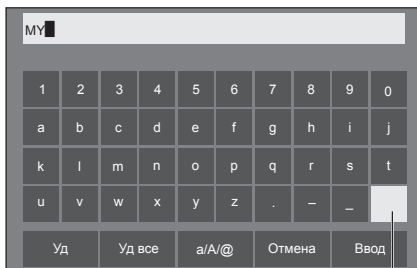 MY
1 2 3 4 5 6 7 8 9 0
a b c d e f g h i j
k l m n o p q r s t
u v w x y z . – _
Уд Уд все a/A/@ Отмена Ввод